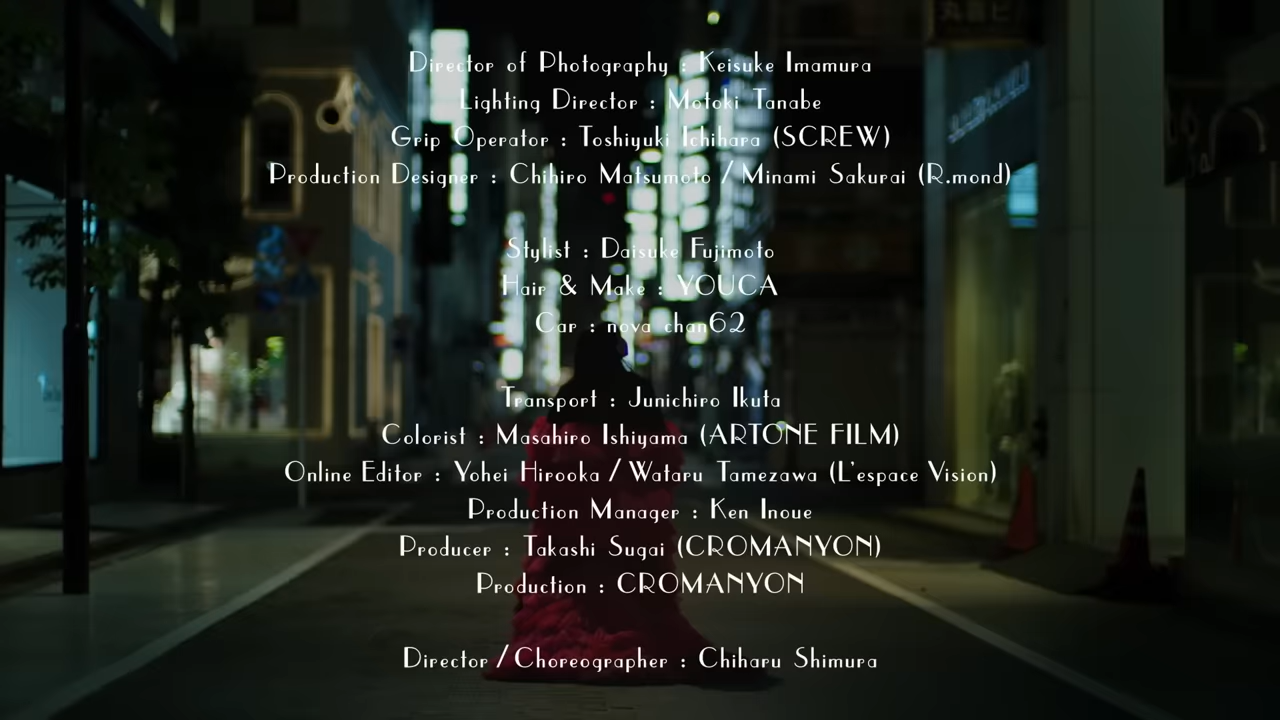 Director of Photography : Keisuke Imamura
Lighting Director : Motoki Tanabe
Grip Operator : Toshiyuki Ichihara (SCREW)
Production Designer : Chihiro Matsumoto / Minami Sakurai (R.mond)
Stylist : Daisuke Fujimoto
Hair & Make : YOUCA
Car : nova chan62
Transport : Junichiro Ikuta
Colorist : Masahiro Ishiyama (ARTONE FILM)
Online Editor : Yohei Hirooka / Wataru Tamezawa (L'espace Vision)
Production Manager : Ken Inoue
Producer : Takashi Sugai (CROMANYON)
Production : CROMANYON
Director / Choreographer : Chiharu Shimura